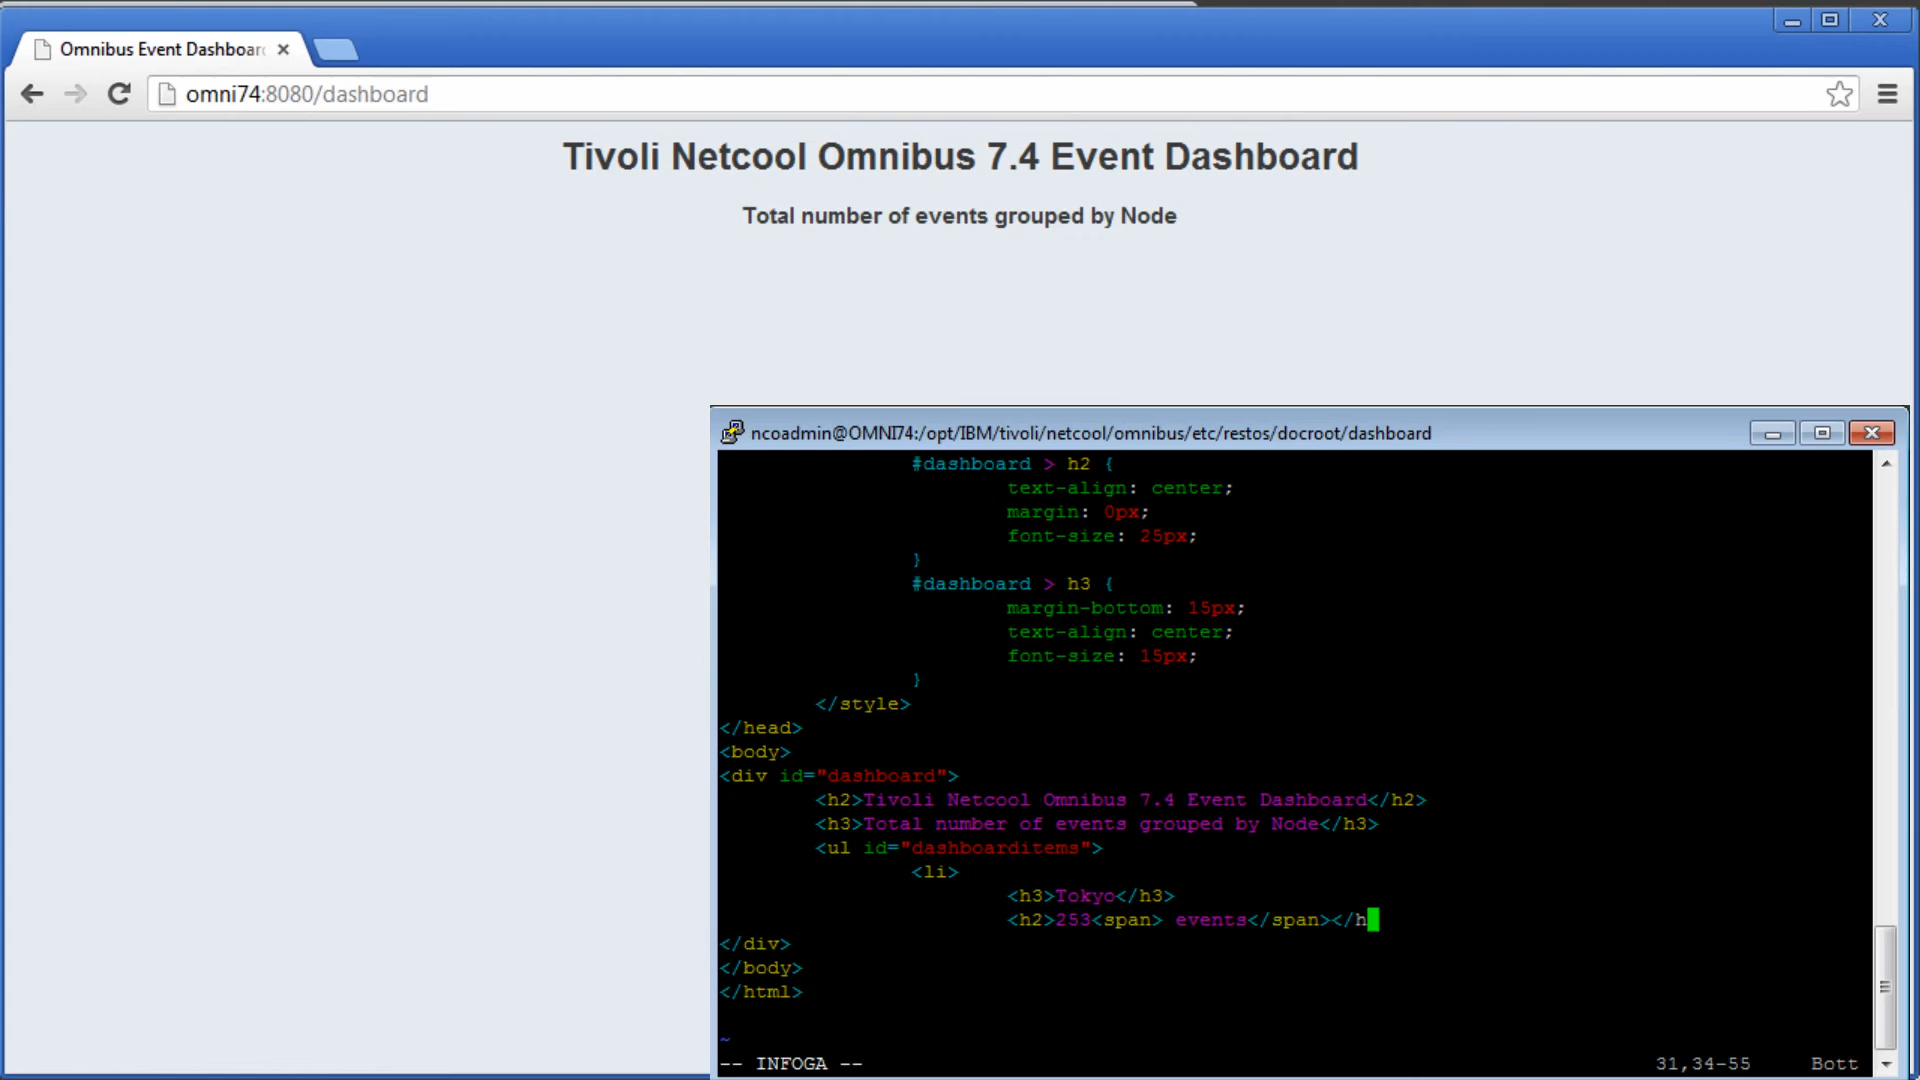 Omnibus Event Dashboar
omni74:8080/dashboard
Tivoli Netcool Omnibus 7.4 Event Dashboard
Total number of events grouped by Node
ncoadmin@OMNI74:/opt/IBM/tivoli/netcool/omnibus/etc/restos/docroot/dashboard
#dashboard > h2 {
text-align: center;
margin: 0px;
font-size: 25px;
}
#dashboard > h3 {
margin-bottom: 15px;
text-align: center;
font-size: 15px;
}
</style>
</head>
<body>
<div id="dashboard">
<h2>Tivoli Netcool Omnibus 7.4 Event Dashboard</h2>
<h3>Total number of events grouped by Node</h3>
<ul id="dashboarditems">
<li>
<h3>Tokyo</h3>
<h2>253<span> events</span></h
</div>
</body>
</html>
~
-- INFOGA -- 31,34-55 Bott